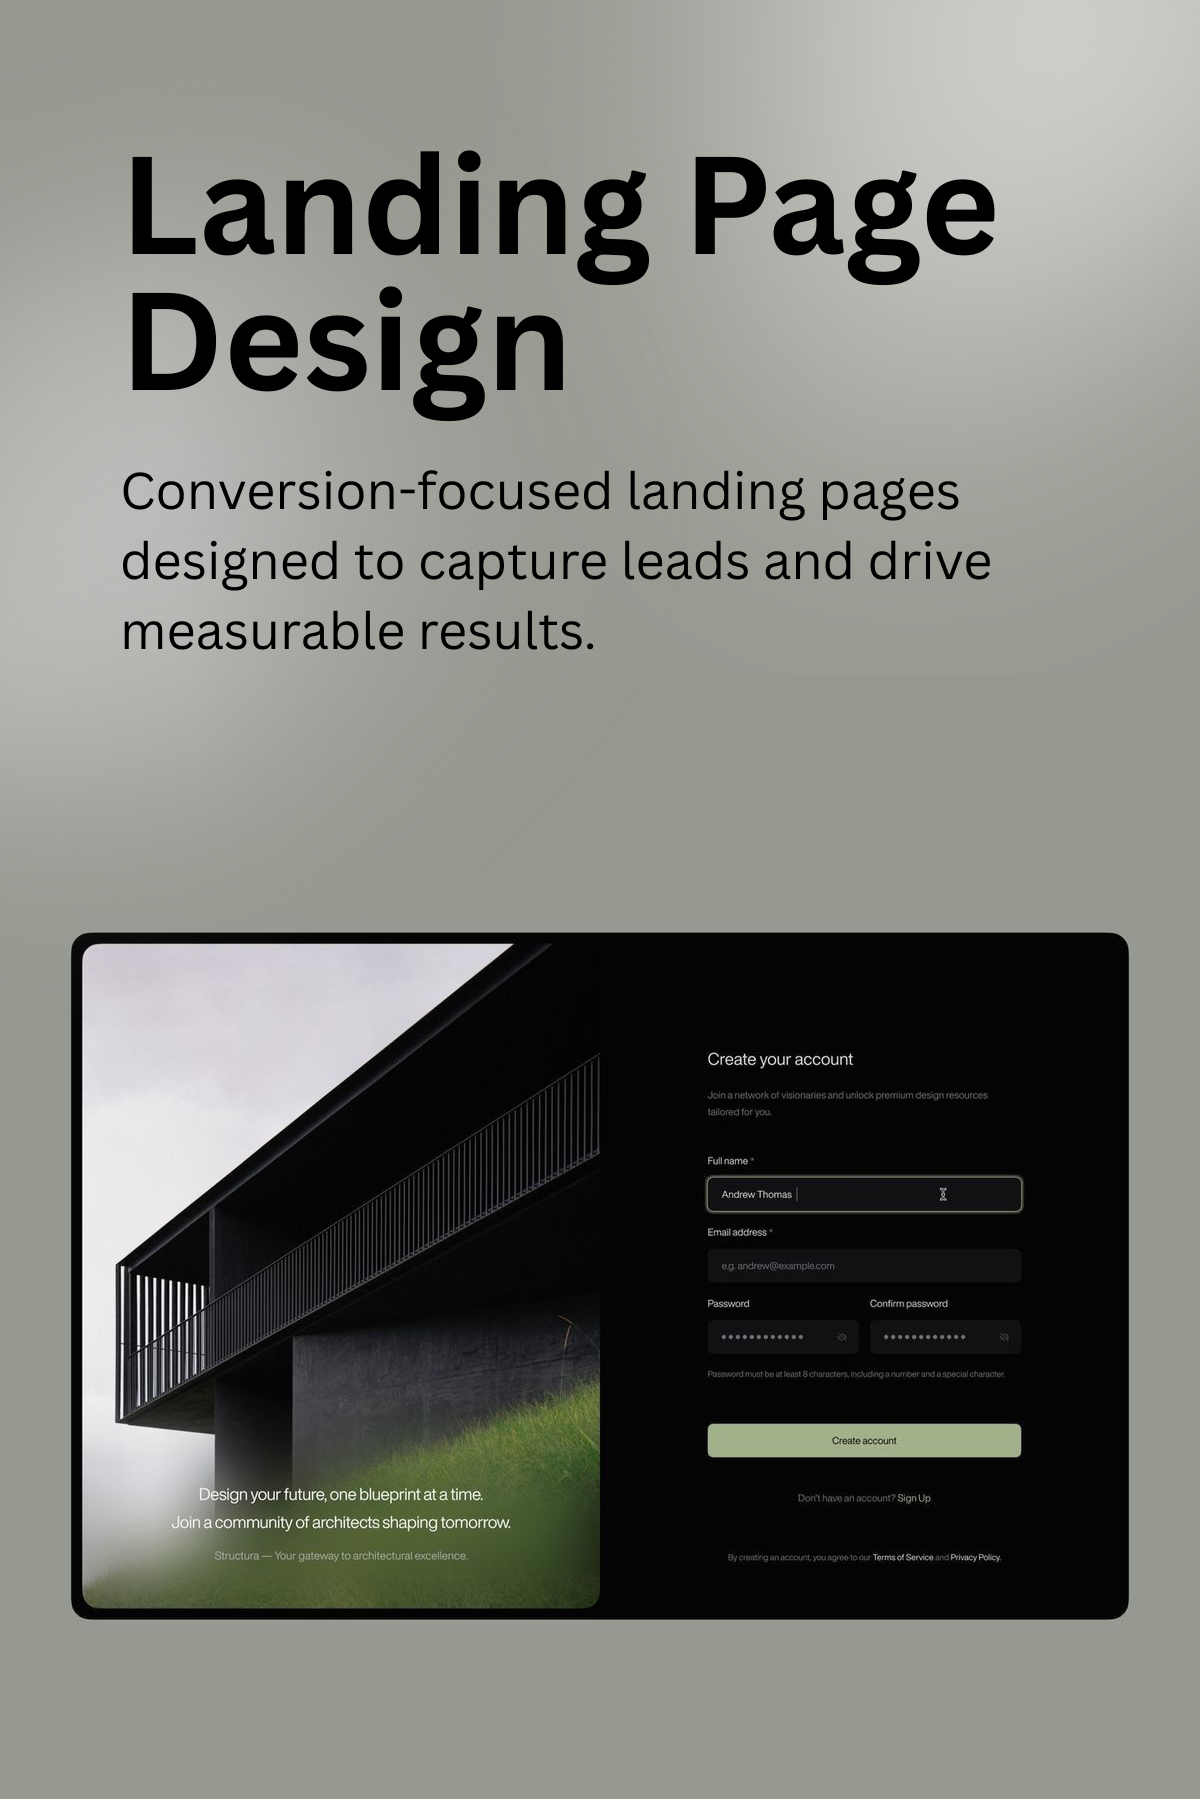 Landing Page
Design
Conversion-focused landing pages
designed to capture leads and drive
measurable results.
Design your future, one blueprint at a time.
Join a community of architects shaping tomorrow.
Structura — Your gateway to architectural excellence.
Create your account
Join a network of visionaries and unlock premium design resources
tailored for you.
Full name *
Andrew Thomas
Email address *
e.g. andrew@example.com
Password Confirm password
•••••••••••• ••••••••••••
Password must be at least 8 characters, including a number and a special character.
Create account
Don't have an account? Sign Up
By creating an account, you agree to our Terms of Service and Privacy Policy.